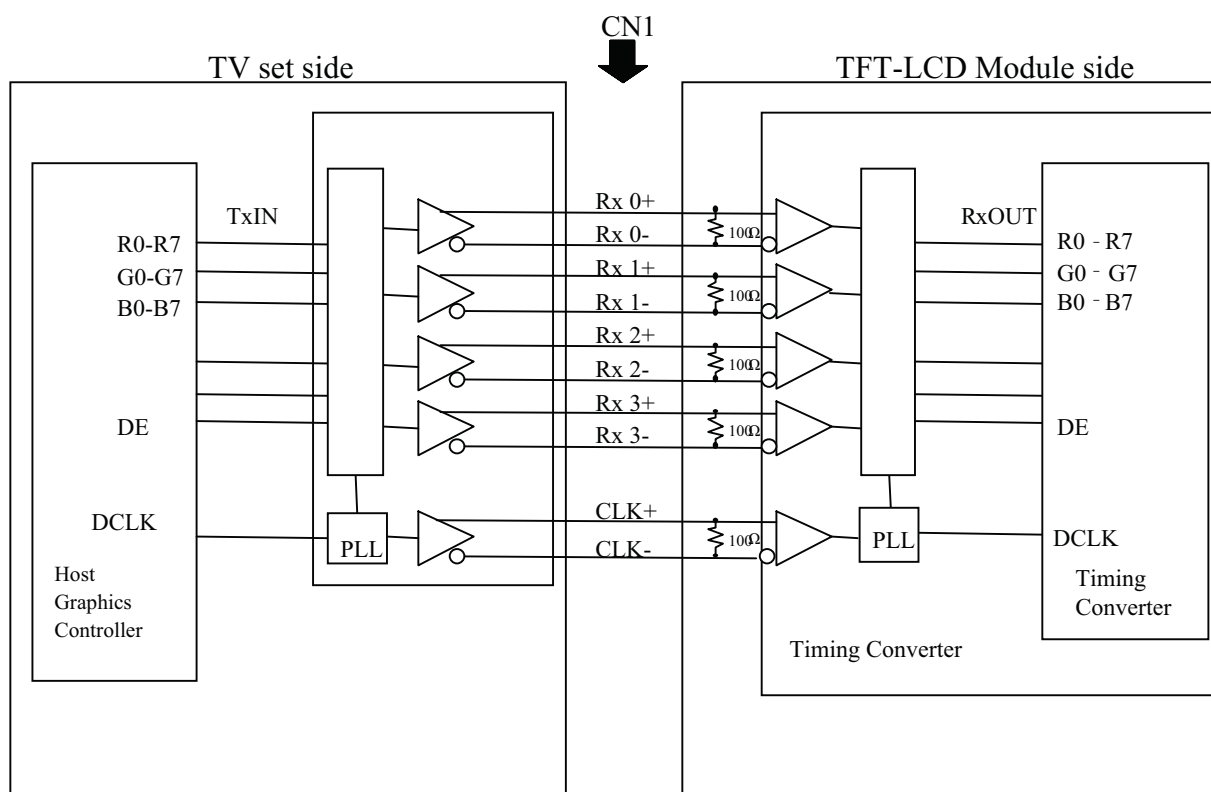 CN1
TV set side
TFT-LCD Module side
TxIN
R0-R7
G0-G7
B0-B7
DE
DCLK
Host
Graphics
Controller
PLL
Rx 0+
Rx 0-
Rx 1+
Rx 1-
Rx 2+
Rx 2-
Rx 3+
Rx 3-
CLK+
CLK-
100Ω
100Ω
100Ω
100Ω
100Ω
PLL
RxOUT
R0 - R7
G0 - G7
B0 - B7
DE
DCLK
Timing
Converter
Timing Converter